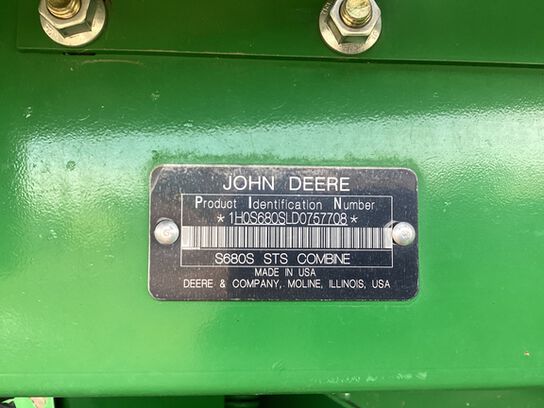 JOHN DEERE
Product Identification Number
*1H0S680SLD0757708*
S680S STS COMBINE
MADE IN USA
DEERE & COMPANY, MOLINE, ILLINOIS, USA